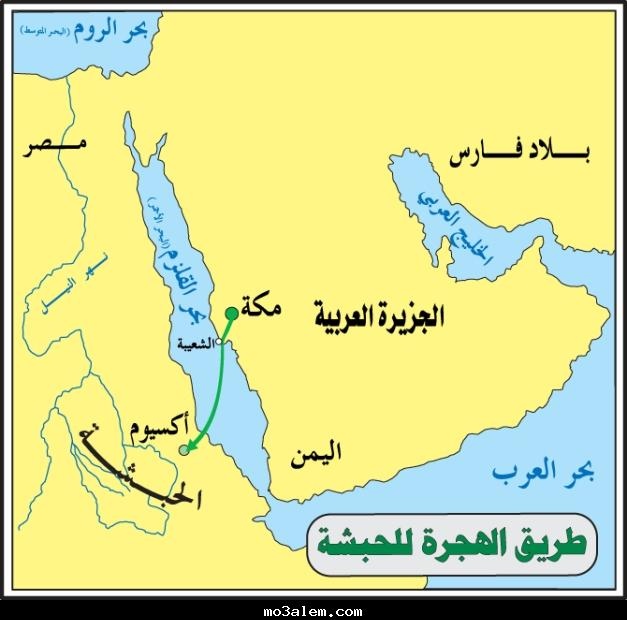 بحر الروم (البحر المتوسط)
مصر
بلاد فارس
الخليج العربي
بحر القلزم (البحر الأحمر)
نهر النيل
مكة
الجزيرة العربية
الشعيبة
أكسيوم
الحبشة
اليمن
بحر العرب
طريق الهجرة للحبشة
mo3alem.com